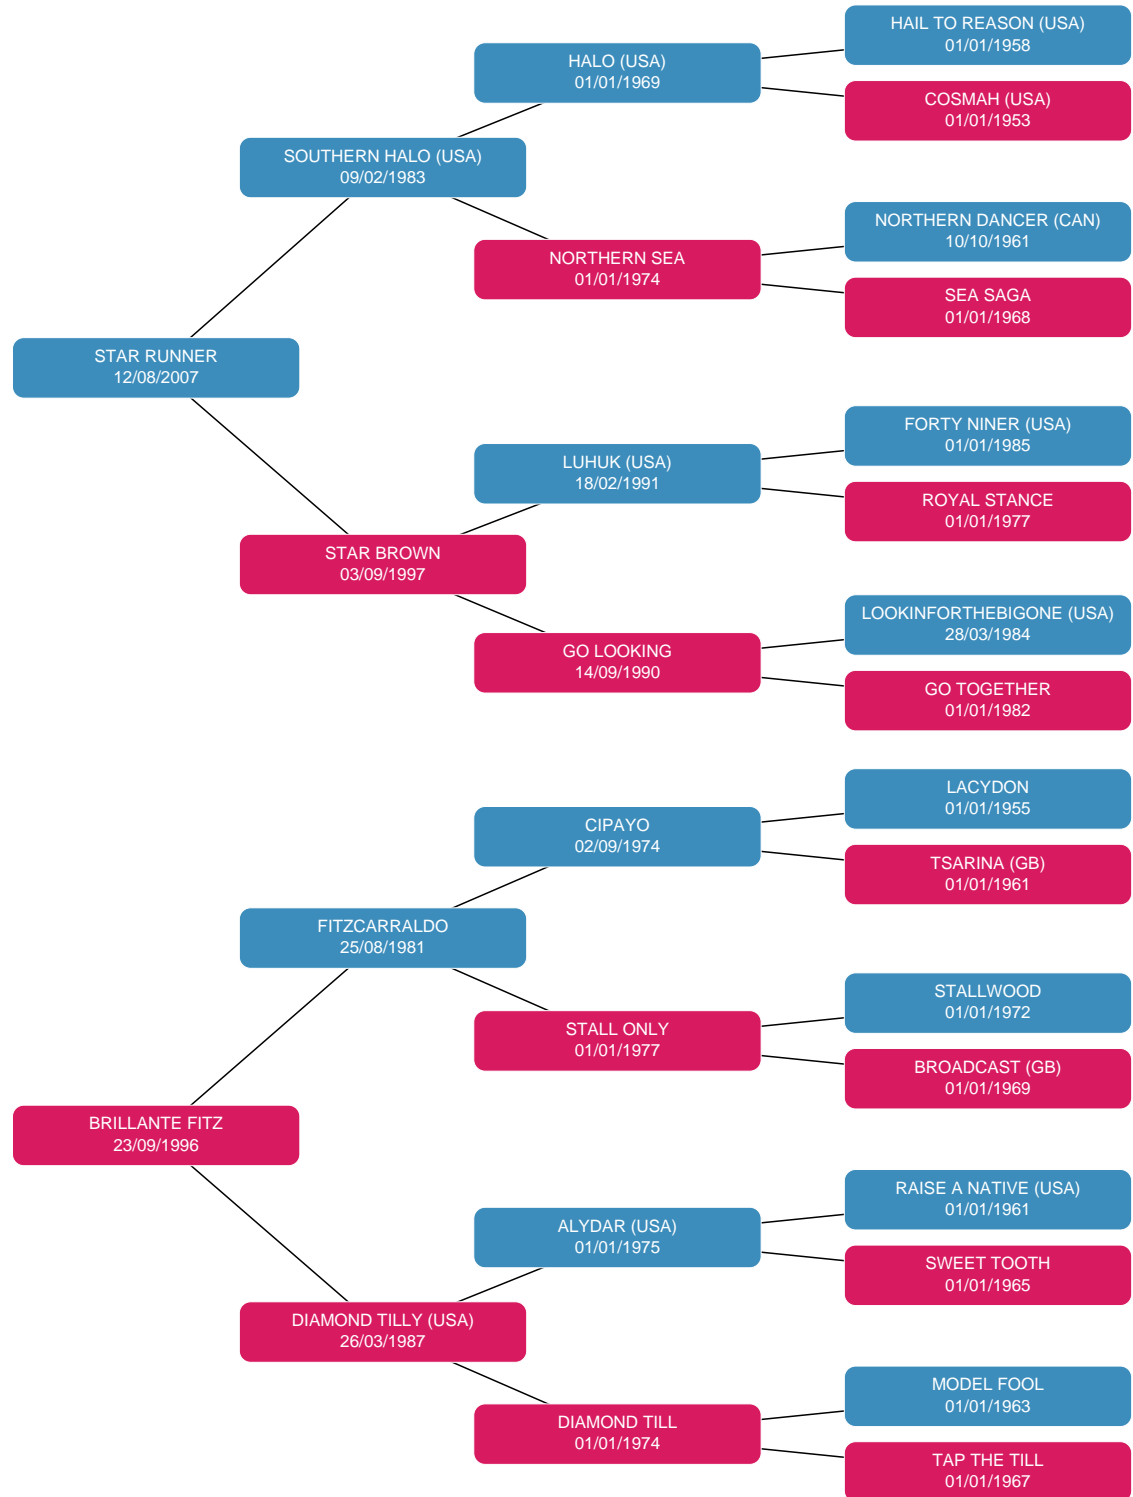 HAIL TO REASON (USA)
01/01/1958
HALO (USA)
01/01/1969
COSMAH (USA)
01/01/1953
SOUTHERN HALO (USA)
09/02/1983
NORTHERN DANCER (CAN)
10/10/1961
NORTHERN SEA
01/01/1974
SEA SAGA
01/01/1968
STAR RUNNER
12/08/2007
FORTY NINER (USA)
01/01/1985
LUHUK (USA)
18/02/1991
ROYAL STANCE
01/01/1977
STAR BROWN
03/09/1997
LOOKINFORTHEBIGONE (USA)
28/03/1984
GO LOOKING
14/09/1990
GO TOGETHER
01/01/1982
LACYDON
01/01/1955
CIPAYO
02/09/1974
TSARINA (GB)
01/01/1961
FITZCARRALDO
25/08/1981
STALLWOOD
01/01/1972
STALL ONLY
01/01/1977
BROADCAST (GB)
01/01/1969
BRILLANTE FITZ
23/09/1996
RAISE A NATIVE (USA)
01/01/1961
ALYDAR (USA)
01/01/1975
SWEET TOOTH
01/01/1965
DIAMOND TILLY (USA)
26/03/1987
MODEL FOOL
01/01/1963
DIAMOND TILL
01/01/1974
TAP THE TILL
01/01/1967